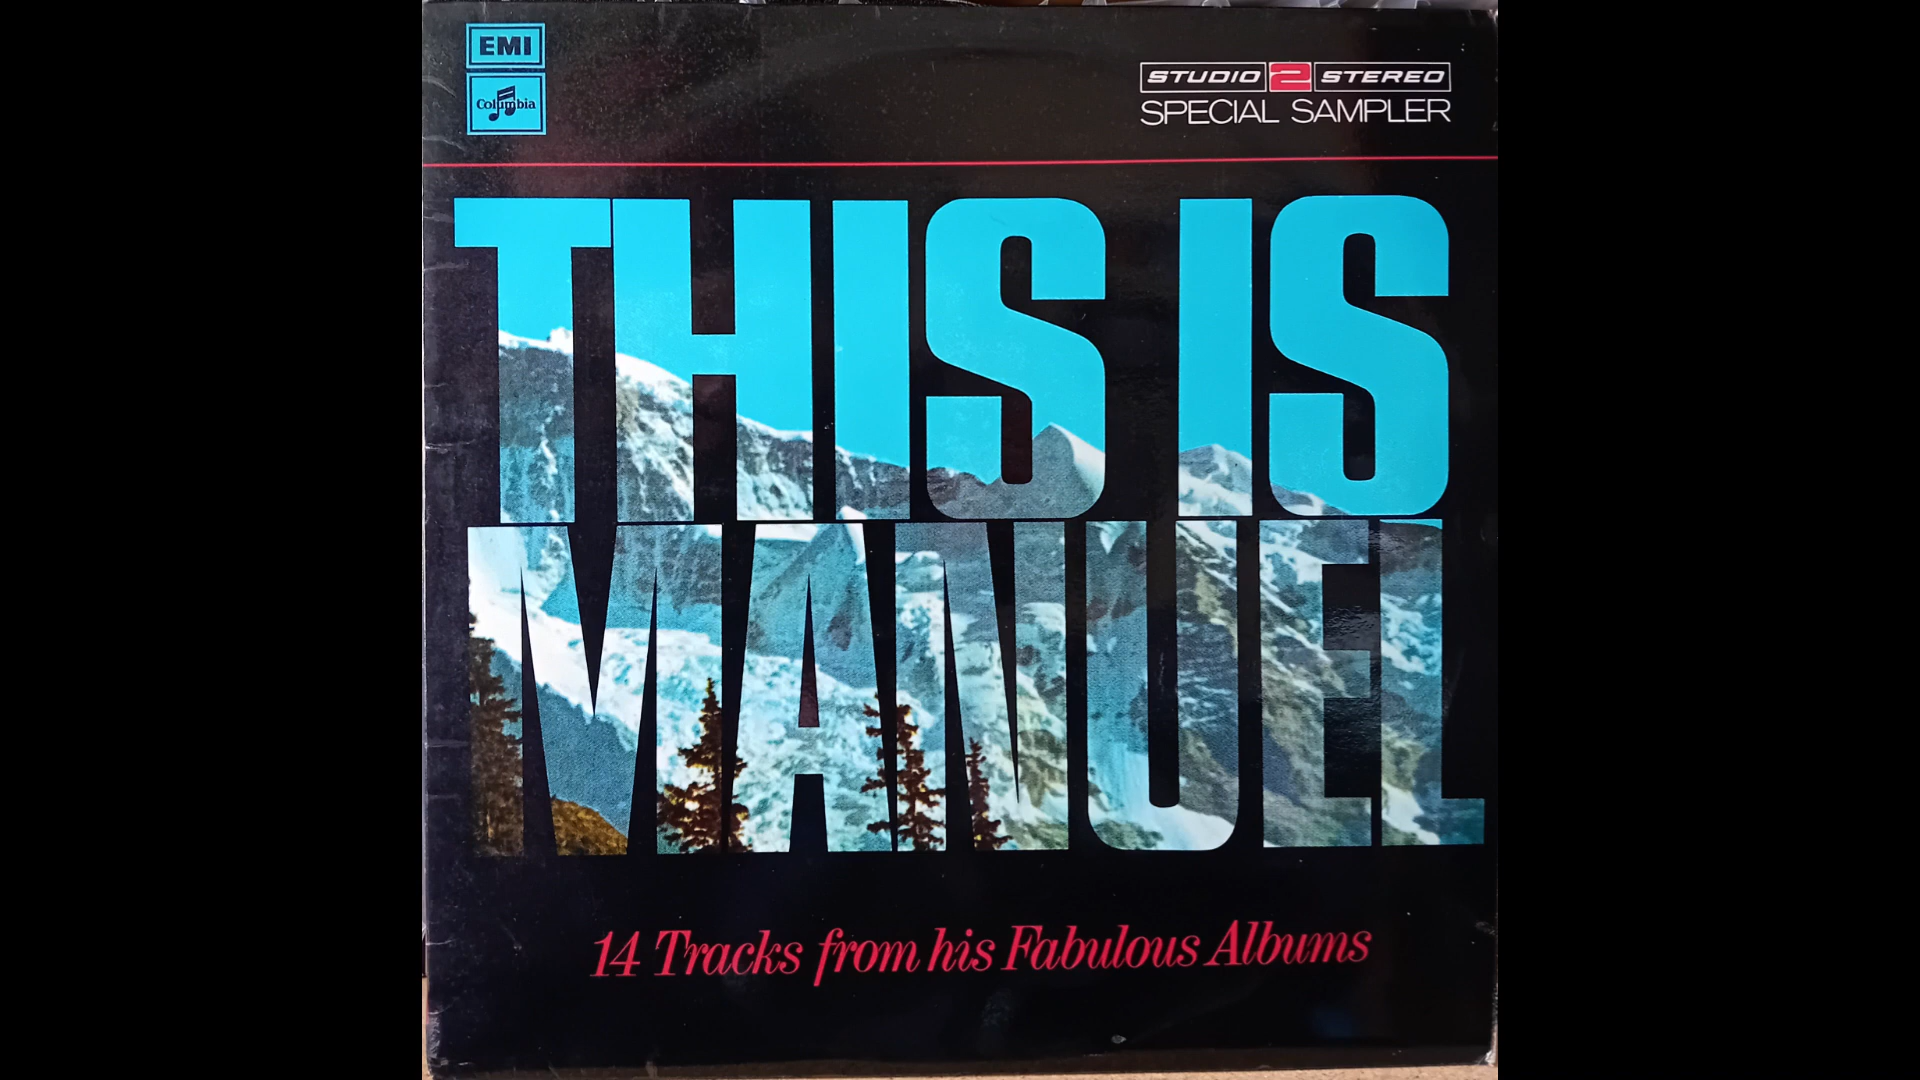 EMI
Columbia
STUDIO 2 STEREO
SPECIAL SAMPLER
THIS IS
MANUEL
14 Tracks from his Fabulous Albums